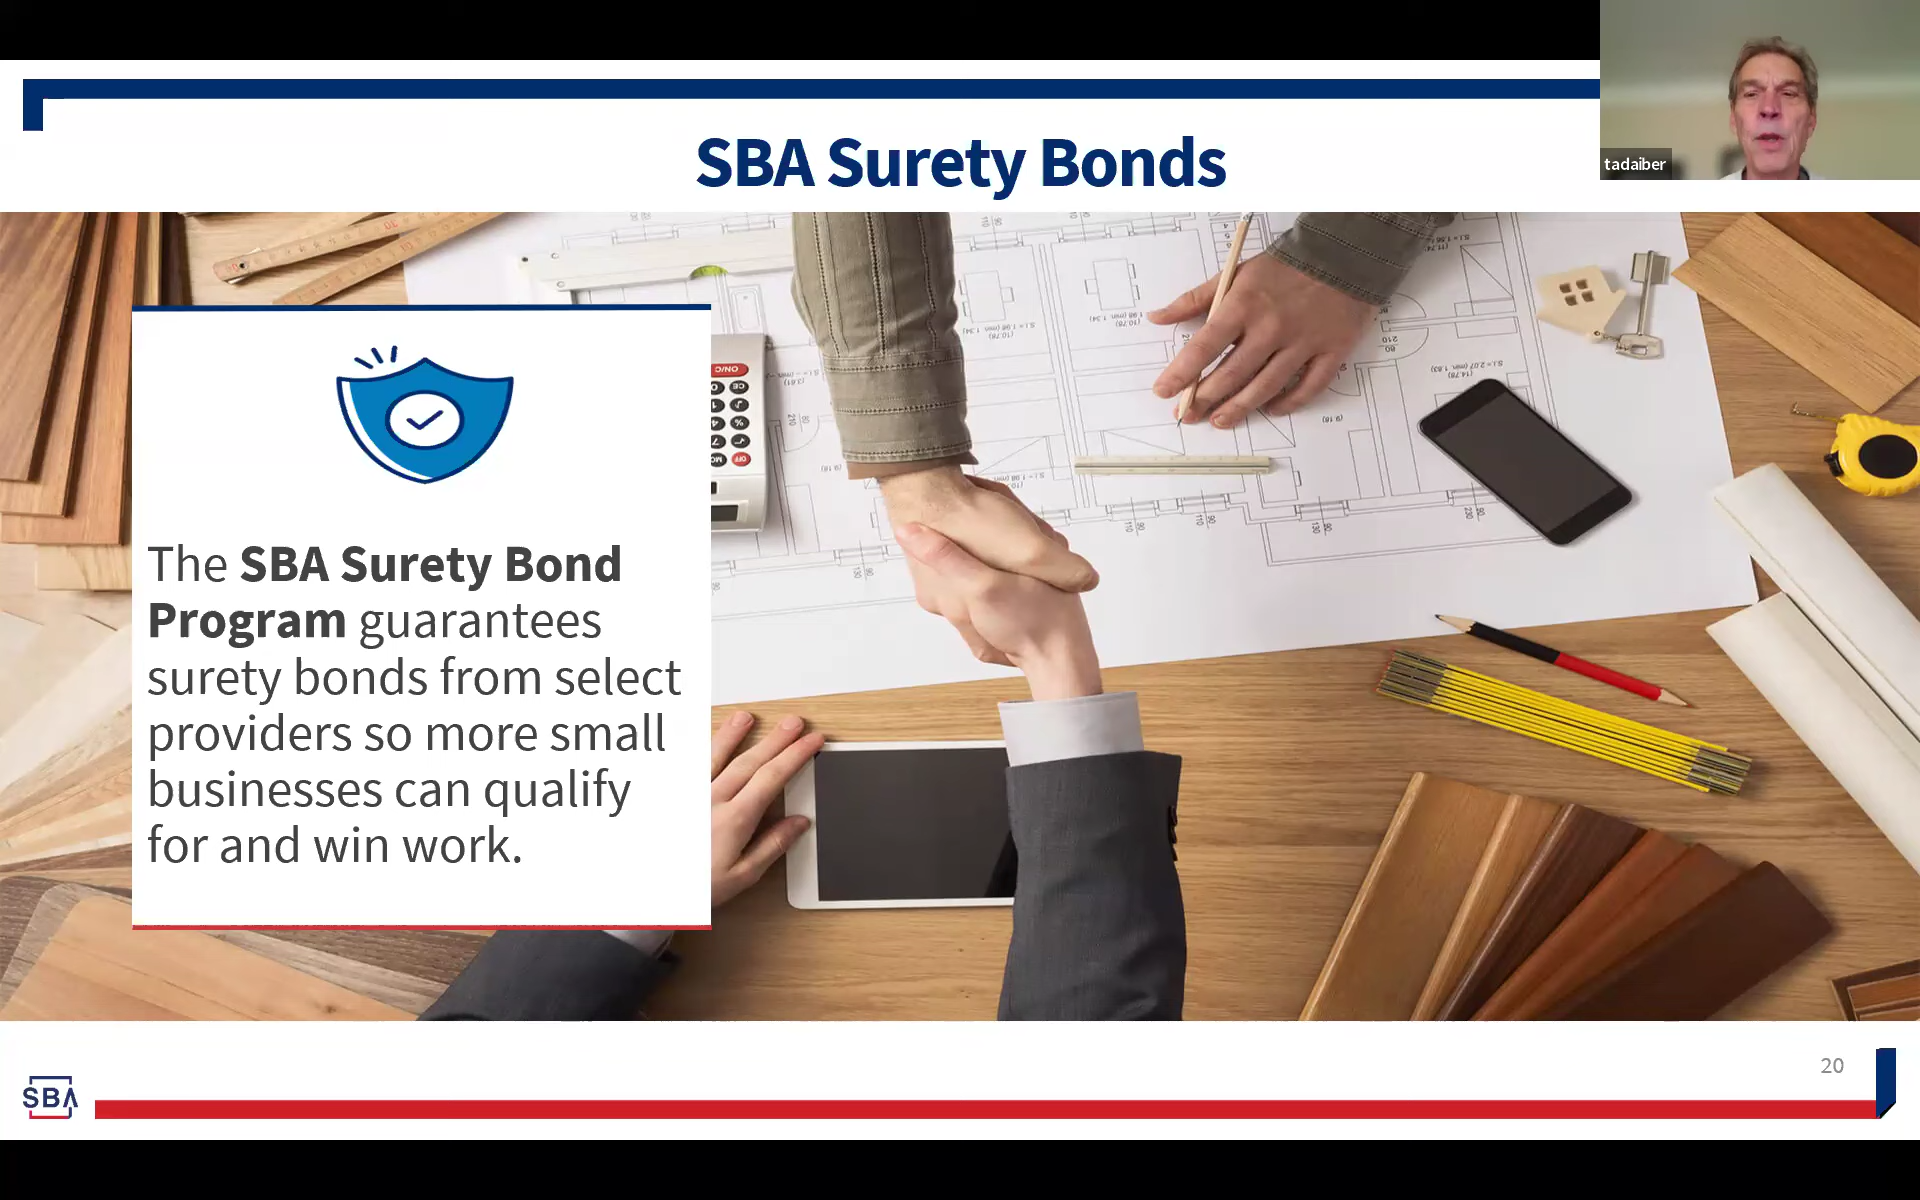 SBA Surety Bonds
tadaiber
The SBA Surety Bond
Program guarantees
surety bonds from select
providers so more small
businesses can qualify
for and win work.
20
SBA